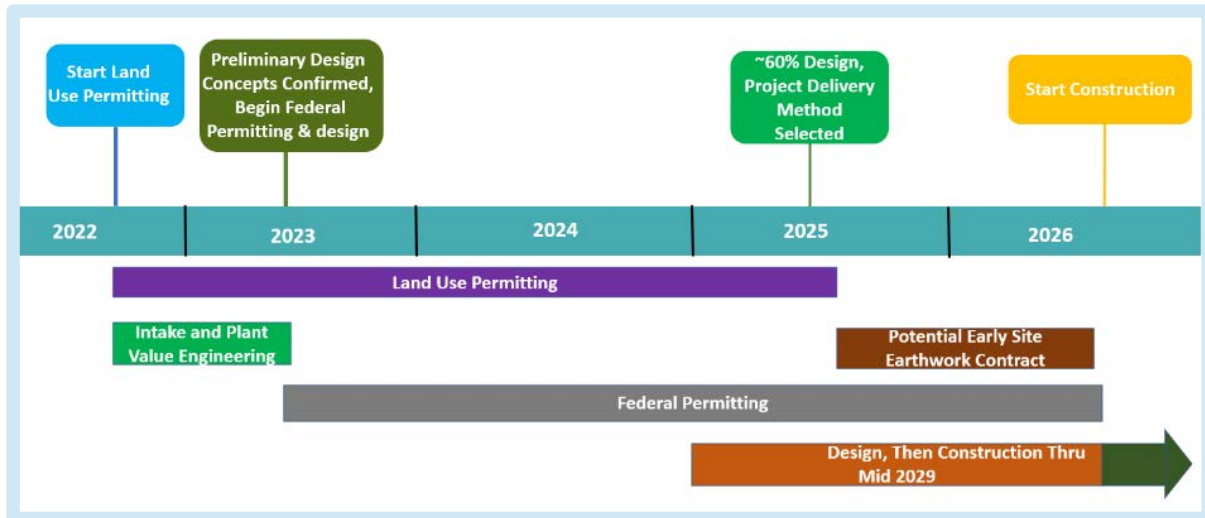 Start Land
Use Permitting
Preliminary Design
Concepts Confirmed,
Begin Federal
Permitting & design
~60% Design,
Project Delivery
Method
Selected
Start Construction
2022
2023
2024
2025
2026
Land Use Permitting
Intake and Plant
Value Engineering
Potential Early Site
Earthwork Contract
Federal Permitting
Design, Then Construction Thru
Mid 2029